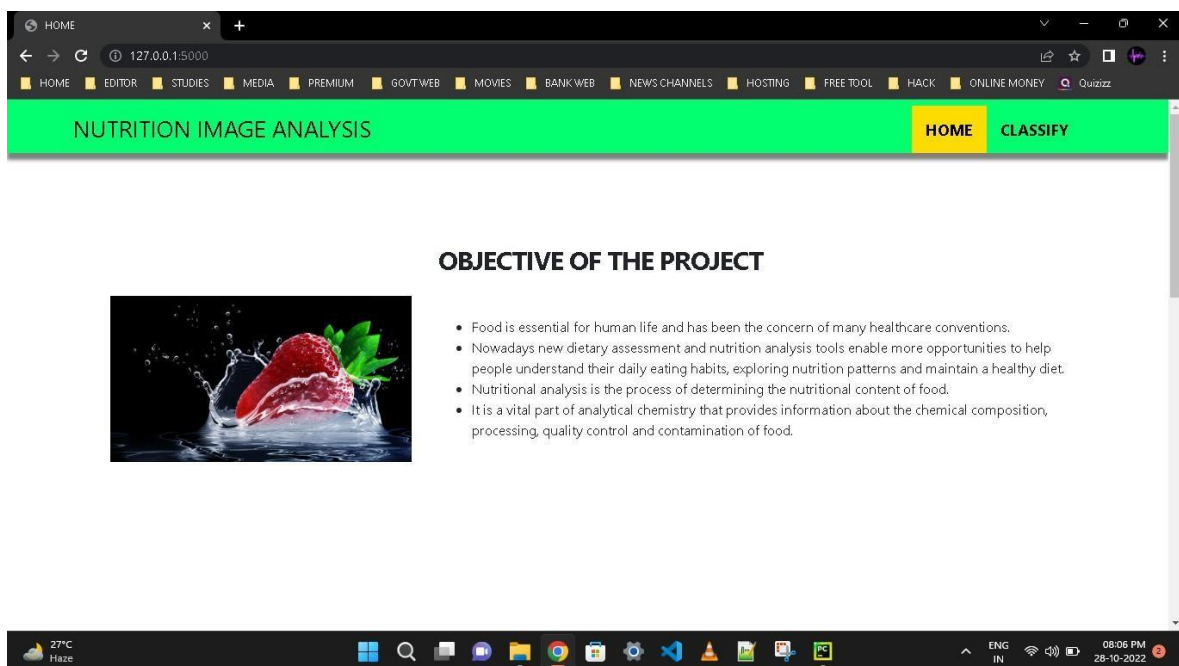 HOME
127.0.0.1:5000
HOME EDITOR STUDIES MEDIA PREMIUM GOVT WEB MOVIES BANK WEB NEWS CHANNELS HOSTING FREE TOOL HACK ONLINE MONEY Quizizz
NUTRITION IMAGE ANALYSIS HOME CLASSIFY
OBJECTIVE OF THE PROJECT
• Food is essential for human life and has been the concern of many healthcare conventions.
• Nowadays new dietary assessment and nutrition analysis tools enable more opportunities to help
people understand their daily eating habits, exploring nutrition patterns and maintain a healthy diet.
• Nutritional analysis is the process of determining the nutritional content of food.
• It is a vital part of analytical chemistry that provides information about the chemical composition,
processing, quality control and contamination of food.
27°C
Haze
PC
ENG
IN
08:06 PM
28-10-2022
2